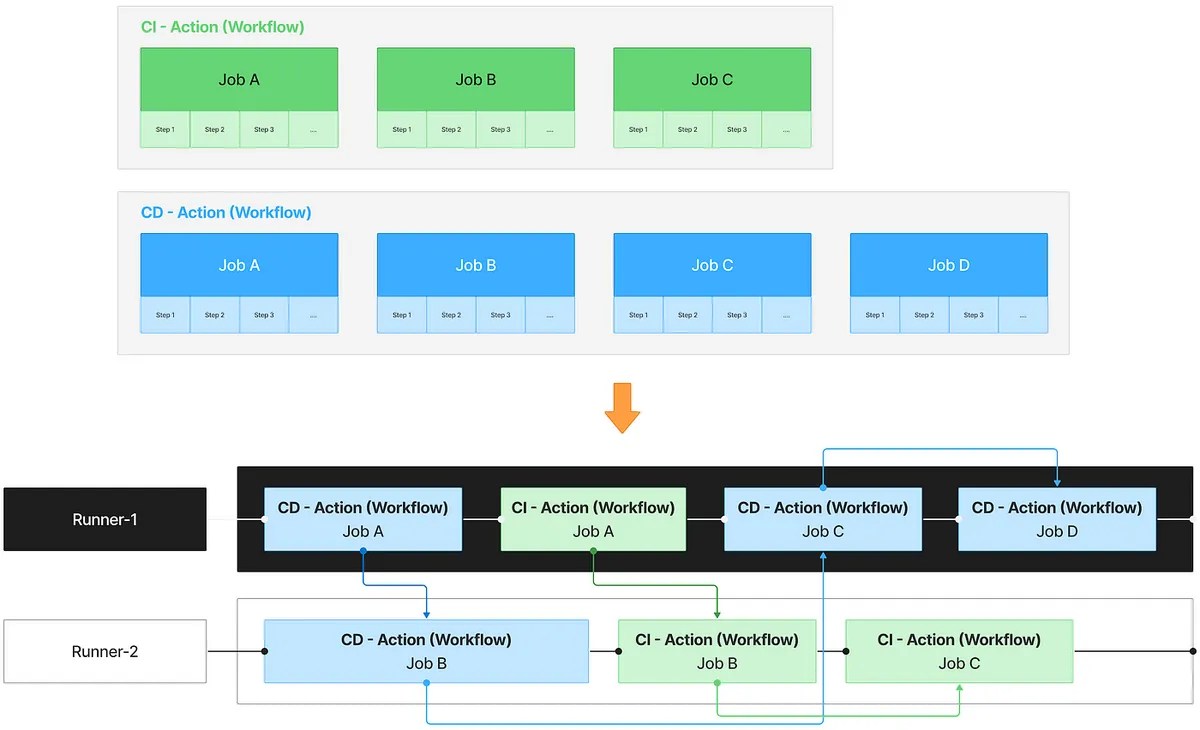 CI - Action (Workflow)
Job A
Job B
Job C
Step 1 Step 2 Step 3 ....
Step 1 Step 2 Step 3 ....
Step 1 Step 2 Step 3 ....
CD - Action (Workflow)
Job A
Job B
Job C
Job D
Step 1 Step 2 Step 3 ....
Step 1 Step 2 Step 3 ....
Step 1 Step 2 Step 3 ....
Step 1 Step 2 Step 3 ....
Runner-1
CD - Action (Workflow)
Job A
CI - Action (Workflow)
Job A
CD - Action (Workflow)
Job C
CD - Action (Workflow)
Job D
Runner-2
CD - Action (Workflow)
Job B
CI - Action (Workflow)
Job B
CI - Action (Workflow)
Job C